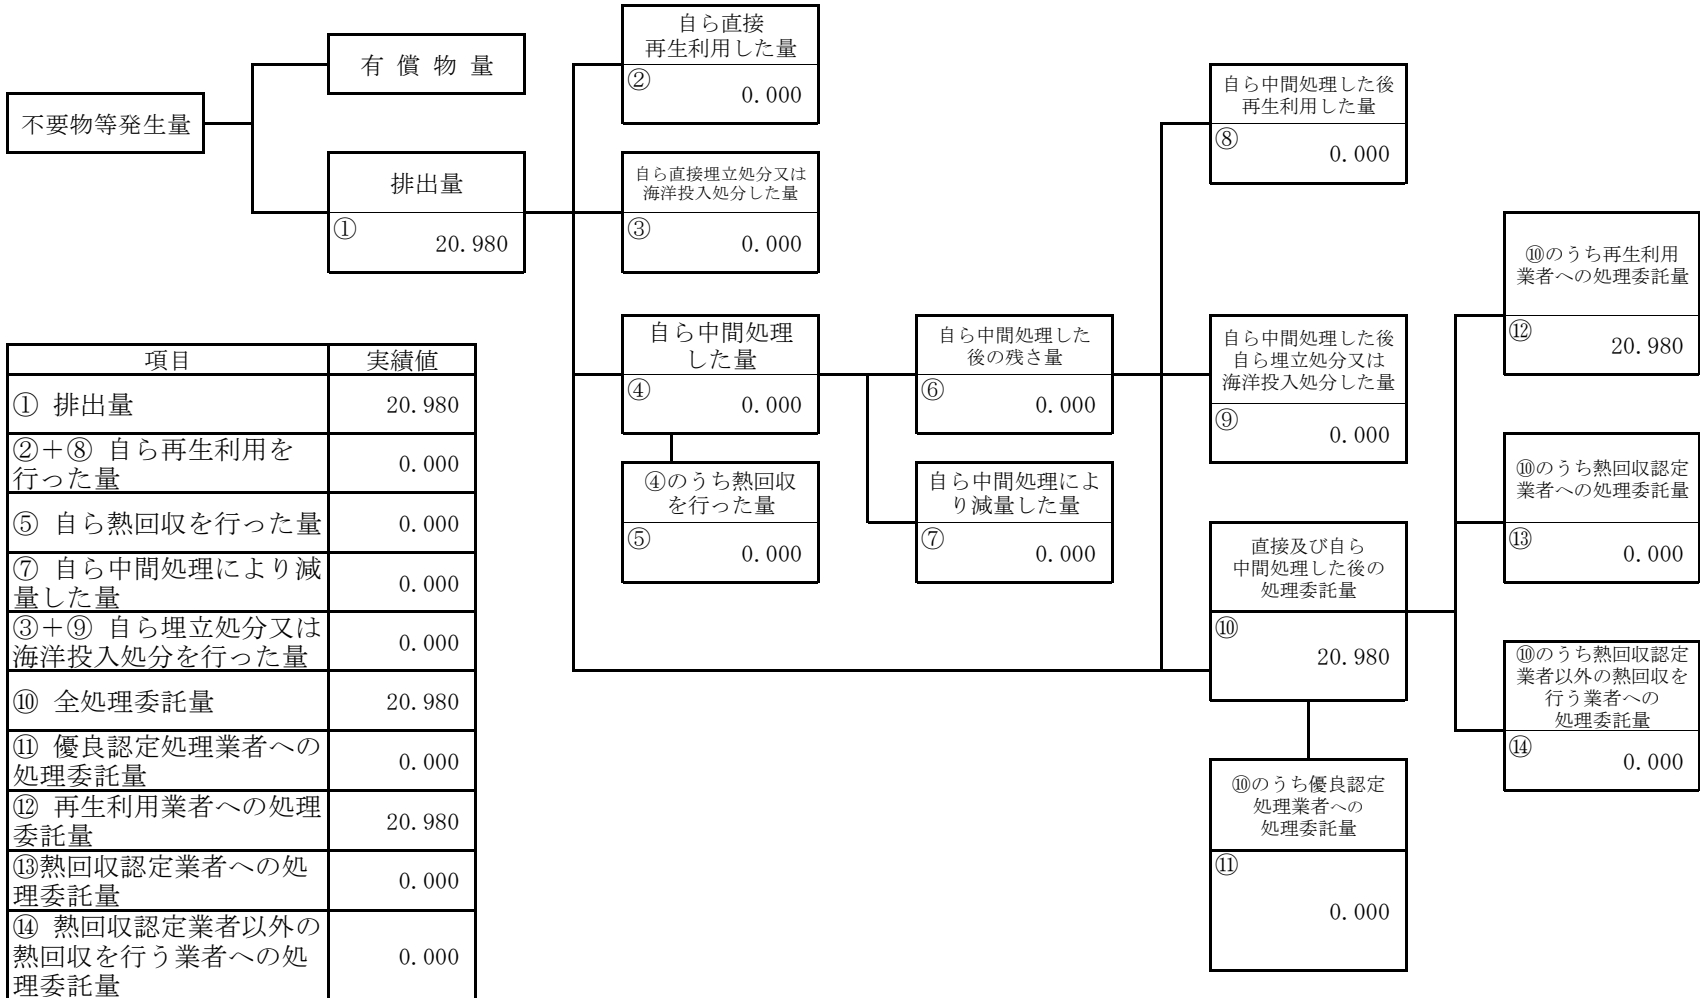 不要物等発生量
有 償 物 量
排出量
①
20.980
自ら直接
再生利用した量
②
0.000
自ら直接埋立処分又は
海洋投入処分した量
③
0.000
自ら中間処理
した量
④
0.000
④のうち熱回収
を行った量
⑤
0.000
自ら中間処理した
後の残さ量
⑥
0.000
自ら中間処理によ
り減量した量
⑦
0.000
自ら中間処理した後
再生利用した量
⑧
0.000
自ら中間処理した後
自ら埋立処分又は
海洋投入処分した量
⑨
0.000
直接及び自ら
中間処理した後の
処理委託量
⑩
20.980
⑩のうち優良認定
処理業者への
処理委託量
⑪
0.000
⑩のうち再生利用
業者への処理委託量
⑫
20.980
⑩のうち熱回収認定
業者への処理委託量
⑬
0.000
⑩のうち熱回収認定
業者以外の熱回収を
行う業者への
処理委託量
⑭
0.000
項目 実績値
① 排出量 20.980
②＋⑧ 自ら再生利用を
行った量 0.000
⑤ 自ら熱回収を行った量 0.000
⑦ 自ら中間処理により減
量した量 0.000
③＋⑨ 自ら埋立処分又は
海洋投入処分を行った量 0.000
⑩ 全処理委託量 20.980
⑪ 優良認定処理業者への
処理委託量 0.000
⑫ 再生利用業者への処理
委託量 20.980
⑬熱回収認定業者への処
理委託量 0.000
⑭ 熱回収認定業者以外の
熱回収を行う業者への処
理委託量 0.000